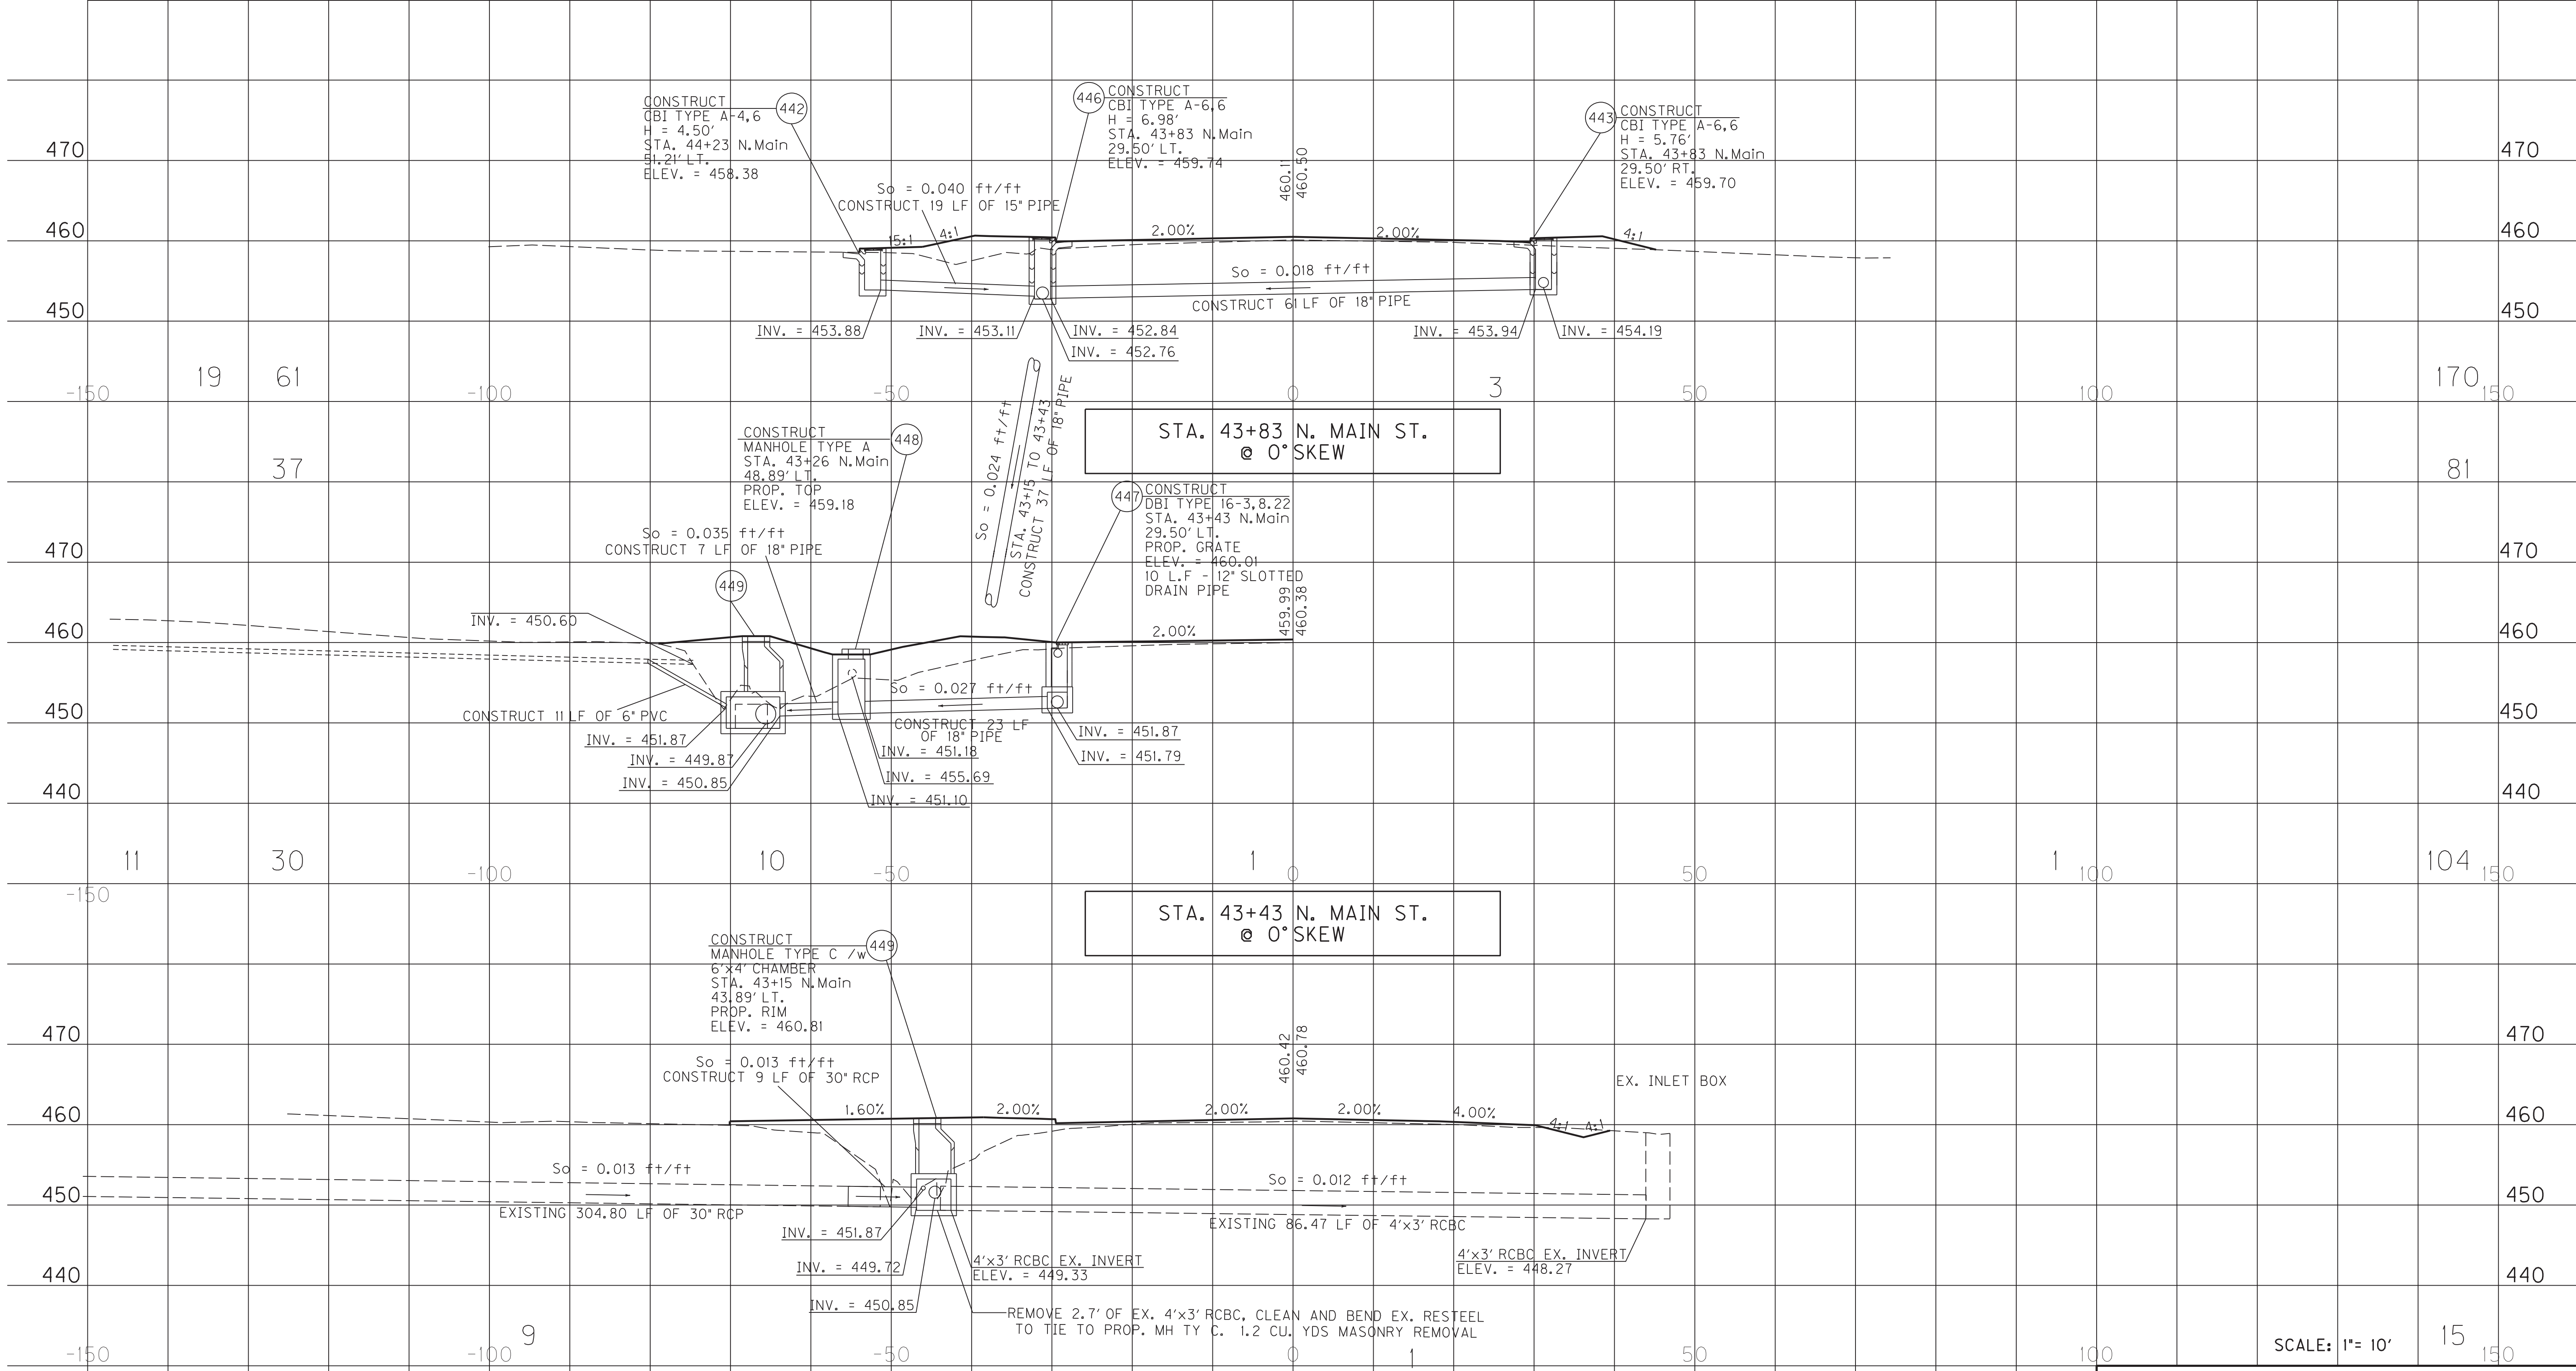 CONSTRUCT
CBI TYPE A-4,6
H = 4.50'
STA. 44+23 N.Main
51.21' LT.
ELEV. = 458.38
442
446
CONSTRUCT
CBI TYPE A-6,6
H = 6.98'
STA. 43+83 N.Main
29.50' LT.
ELEV. = 459.74
443
CONSTRUCT
CBI TYPE A-6,6
H = 5.76'
STA. 43+83 N.Main
29.50' RT.
ELEV. = 459.70
460.11
460.50
470
470
So = 0.040 ft/ft
CONSTRUCT 19 LF OF 15" PIPE
460
15:1
4:1
2.00%
2.00%
4:1
460
So = 0.018 ft/ft
CONSTRUCT 61 LF OF 18" PIPE
450
450
INV. = 453.88
INV. = 453.11
INV. = 452.84
INV. = 452.76
INV. = 453.94
INV. = 454.19
19
61
3
170
-150
-100
-50
0
50
100
150
STA. 43+83 N. MAIN ST.
@ 0° SKEW
37
81
So = 0.024 ft/ft
STA. 43+15 TO 43+43
CONSTRUCT 37 LF OF 18" PIPE
CONSTRUCT
MANHOLE TYPE A
STA. 43+26 N.Main
48.89' LT.
PROP. TOP
ELEV. = 459.18
448
447
CONSTRUCT
DBI TYPE 16-3,8.22
STA. 43+43 N.Main
29.50' LT.
PROP. GRATE
ELEV. = 460.01
10 L.F - 12" SLOTTED
DRAIN PIPE
459.99
460.38
470
470
So = 0.035 ft/ft
CONSTRUCT 7 LF OF 18" PIPE
449
INV. = 450.60
460
2.00%
460
So = 0.027 ft/ft
CONSTRUCT 23 LF
OF 18" PIPE
CONSTRUCT 11 LF OF 6" PVC
450
450
INV. = 451.87
INV. = 449.87
INV. = 450.85
INV. = 451.18
INV. = 455.69
INV. = 451.10
INV. = 451.87
INV. = 451.79
440
440
11
30
10
1
1
104
-150
-100
-50
0
50
100
150
STA. 43+43 N. MAIN ST.
@ 0° SKEW
CONSTRUCT
MANHOLE TYPE C /w
6'x4' CHAMBER
STA. 43+15 N.Main
43.89' LT.
PROP. RIM
ELEV. = 460.81
449
460.42
460.78
470
470
So = 0.013 ft/ft
CONSTRUCT 9 LF OF 30" RCP
EX. INLET BOX
460
1.60%
2.00%
2.00%
2.00%
4.00%
4:1
4:1
460
So = 0.013 ft/ft
EXISTING 304.80 LF OF 30" RCP
So = 0.012 ft/ft
EXISTING 86.47 LF OF 4'x3' RCBC
450
450
INV. = 451.87
INV. = 449.72
INV. = 450.85
4'x3' RCBC EX. INVERT
ELEV. = 449.33
4'x3' RCBC EX. INVERT
ELEV. = 448.27
440
440
REMOVE 2.7' OF EX. 4'x3' RCBC, CLEAN AND BEND EX. RESTEEL
TO TIE TO PROP. MH TY C. 1.2 CU. YDS MASONRY REMOVAL
9
1
15
SCALE: 1"= 10'
-150
-100
-50
0
50
100
150